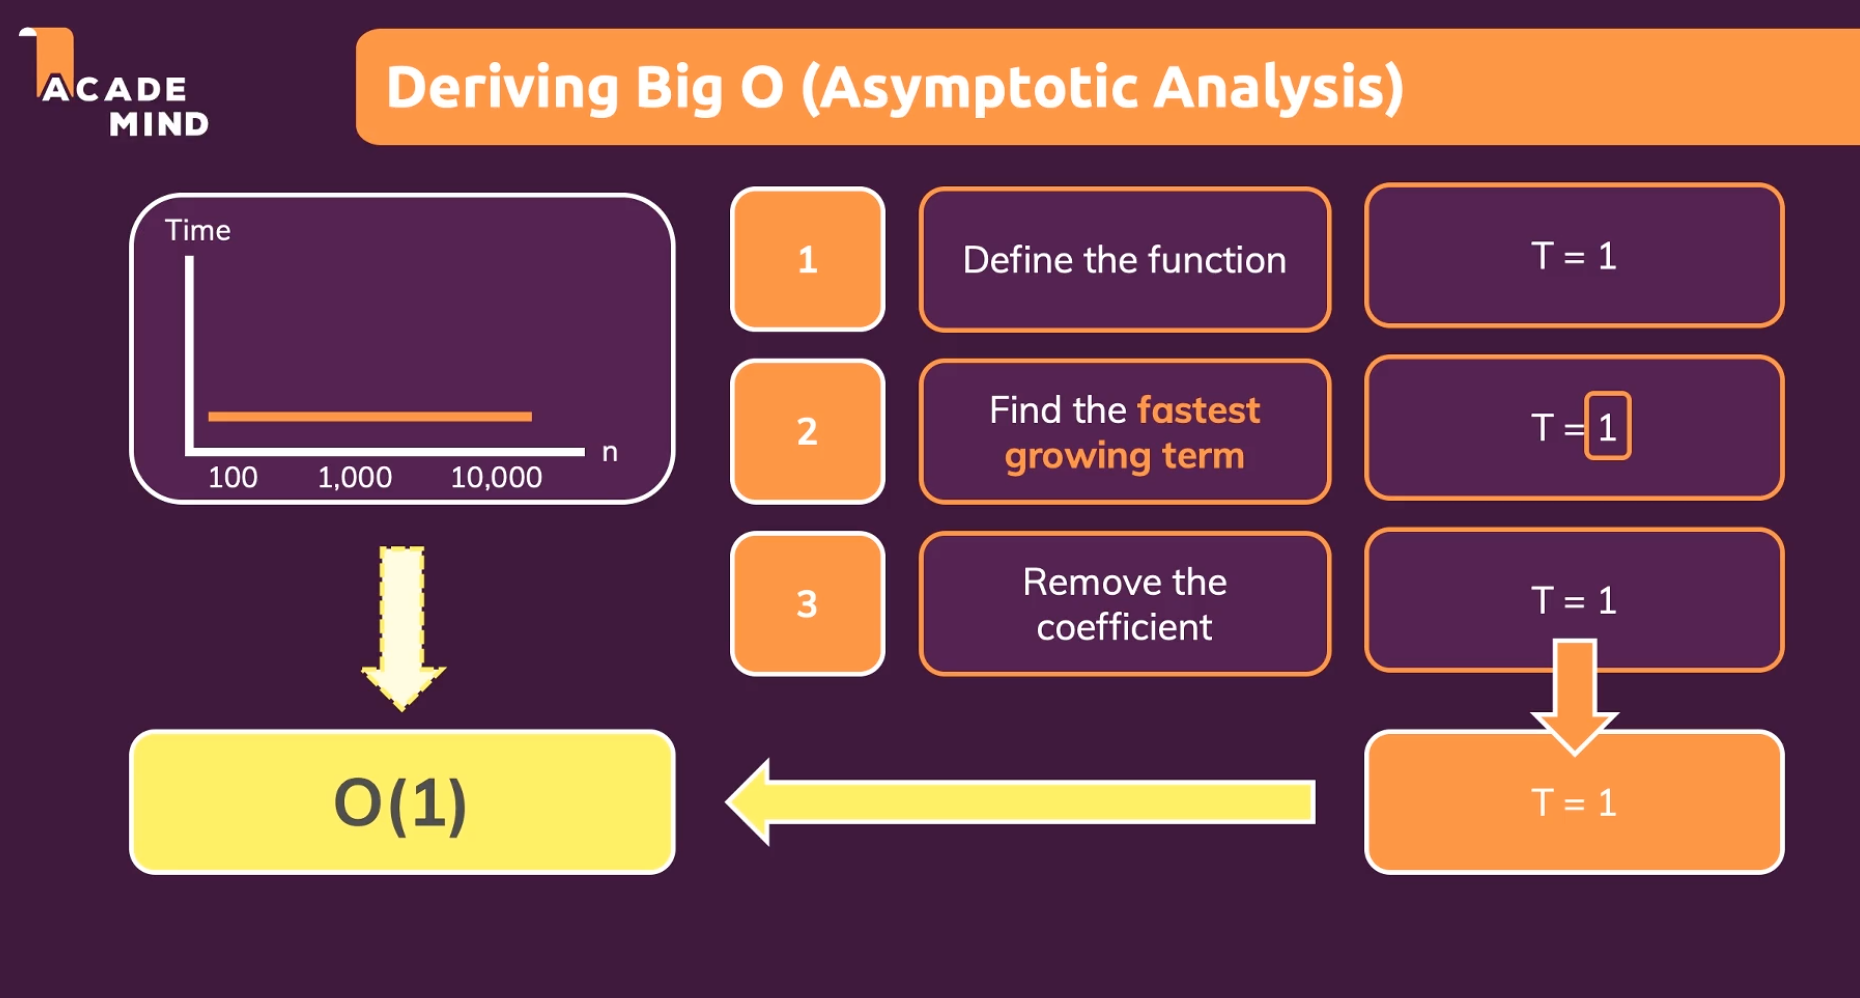 ACADE
MIND
Deriving Big O (Asymptotic Analysis)
Time
n
100 1,000 10,000
1
Define the function
T = 1
2
Find the fastest
growing term
T = 1
3
Remove the
coefficient
T = 1
O(1)
T = 1